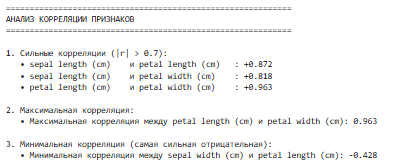 ============================================================
АНАЛИЗ КОРРЕЛЯЦИИ ПРИЗНАКОВ
============================================================
1. Сильные корреляции (|r| > 0.7):
• sepal length (cm) и petal length (cm) : +0.872
• sepal length (cm) и petal width (cm) : +0.818
• petal length (cm) и petal width (cm) : +0.963
2. Максимальная корреляция:
• Максимальная корреляция между petal length (cm) и petal width (cm): 0.963
3. Минимальная корреляция (самая сильная отрицательная):
• Минимальная корреляция между sepal width (cm) и petal length (cm): -0.428